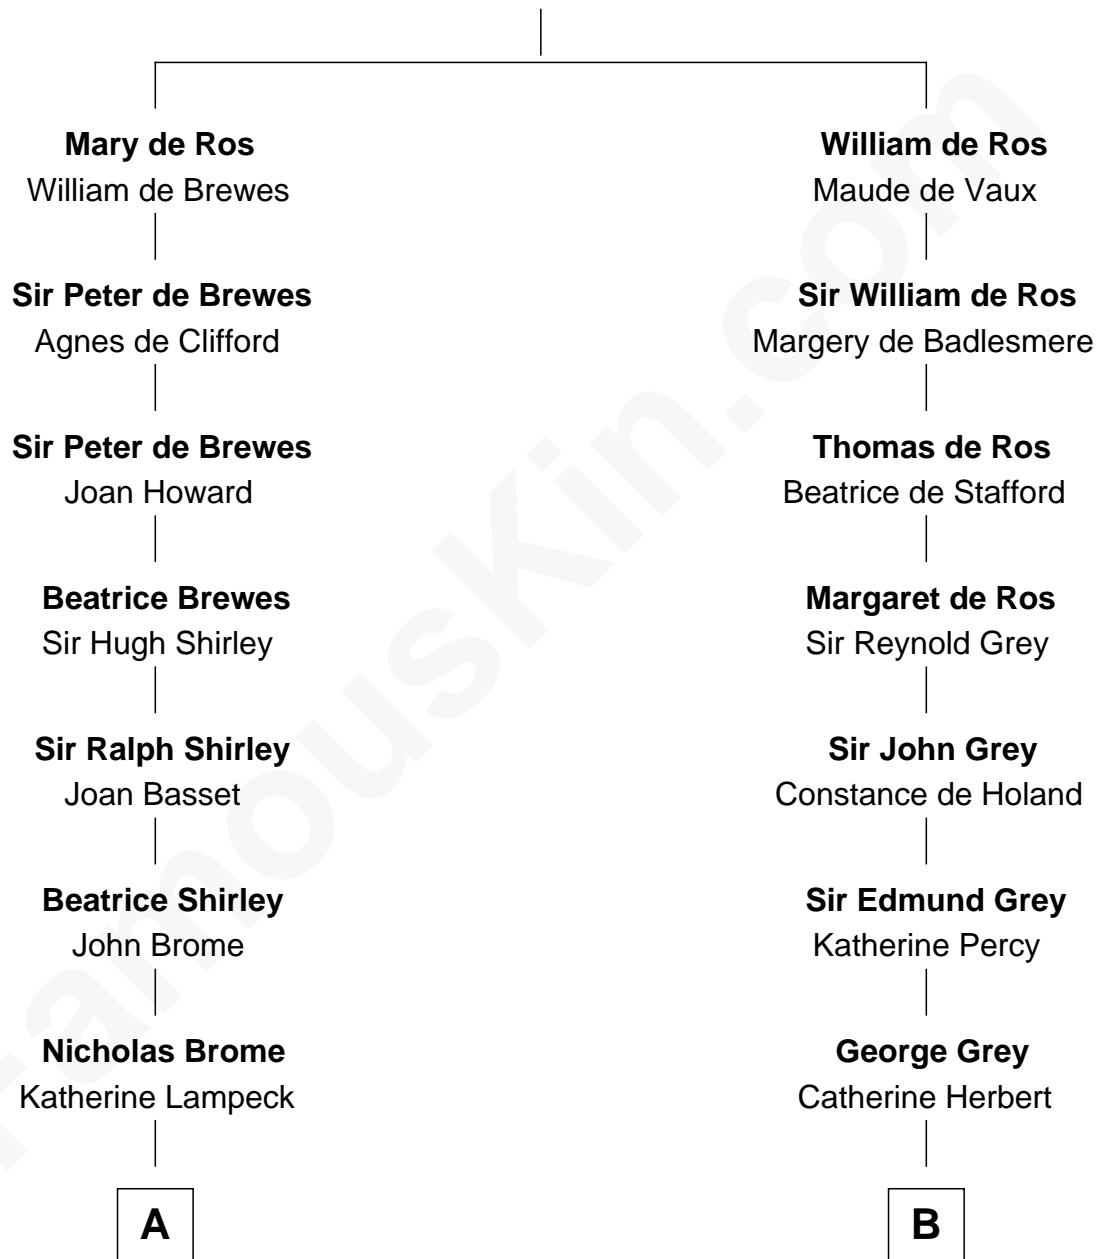 Mary de Ros
William de Brewes
Sir Peter de Brewes
Agnes de Clifford
Sir Peter de Brewes
Joan Howard
Beatrice Brewes
Sir Hugh Shirley
Sir Ralph Shirley
Joan Basset
Beatrice Shirley
John Brome
Nicholas Brome
Katherine Lampeck
A
William de Ros
Maude de Vaux
Sir William de Ros
Margery de Badlesmere
Thomas de Ros
Beatrice de Stafford
Margaret de Ros
Sir Reynold Grey
Sir John Grey
Constance de Holand
Sir Edmund Grey
Katherine Percy
George Grey
Catherine Herbert
B
FamousKin.com